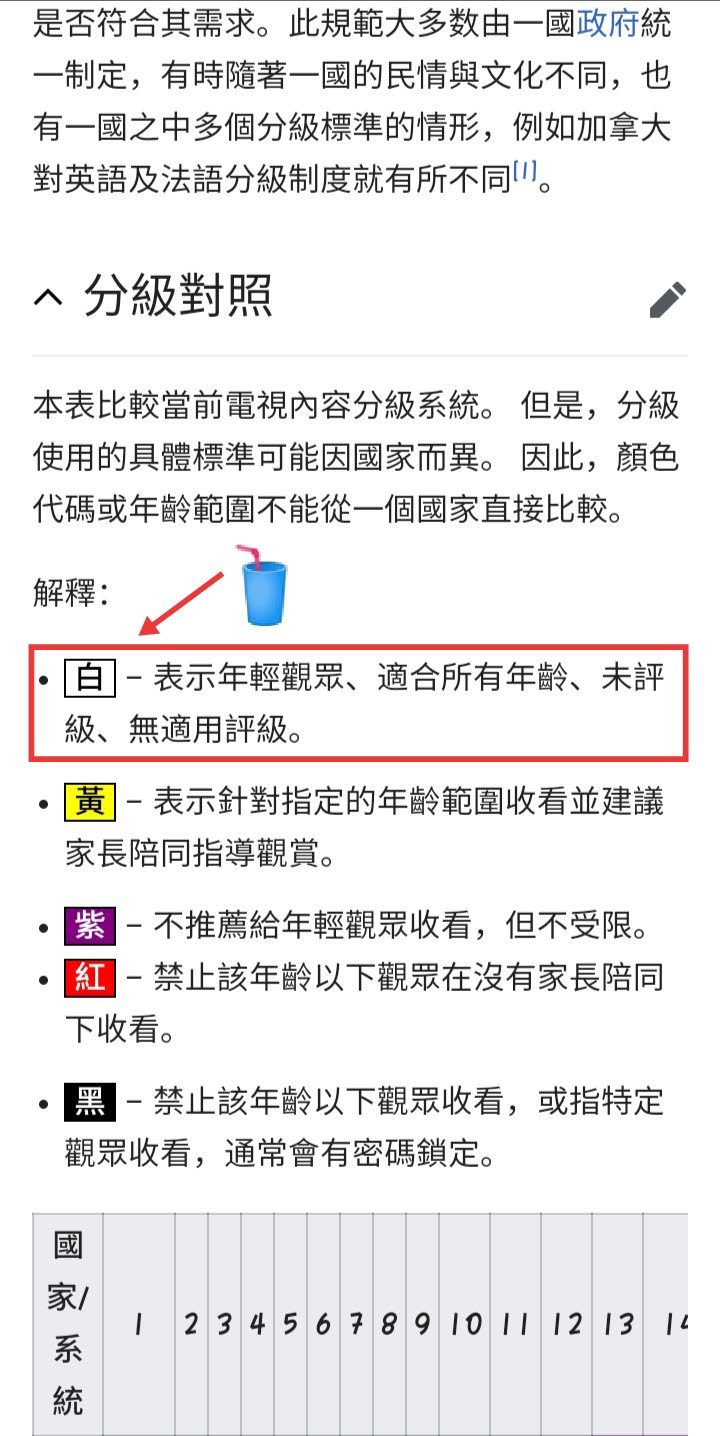 是否符合其需求。此規範大多数由一國政府統
一制定，有時隨著一國的民情與文化不同，也
有一國之中多個分級標準的情形，例如加拿大
對英語及法語分級制度就有所不同[1]。
分級對照
本表比較當前電視內容分級系統。 但是，分級
使用的具體標準可能因國家而異。 因此，顏色
代碼或年齡範圍不能從一個國家直接比較。
解釋：
• 白 – 表示年輕觀眾、適合所有年齡、未評
級、無適用評級。
• 黃 – 表示針對指定的年齡範圍收看並建議
家長陪同指導觀賞。
• 紫 – 不推薦給年輕觀眾收看，但不受限。
• 紅 – 禁止該年齡以下觀眾在沒有家長陪同
下收看。
• 黑 – 禁止該年齡以下觀眾收看，或指特定
觀眾收看，通常會有密碼鎖定。
國
家/
系
統
1 2 3 4 5 6 7 8 9 10 11 12 13 14